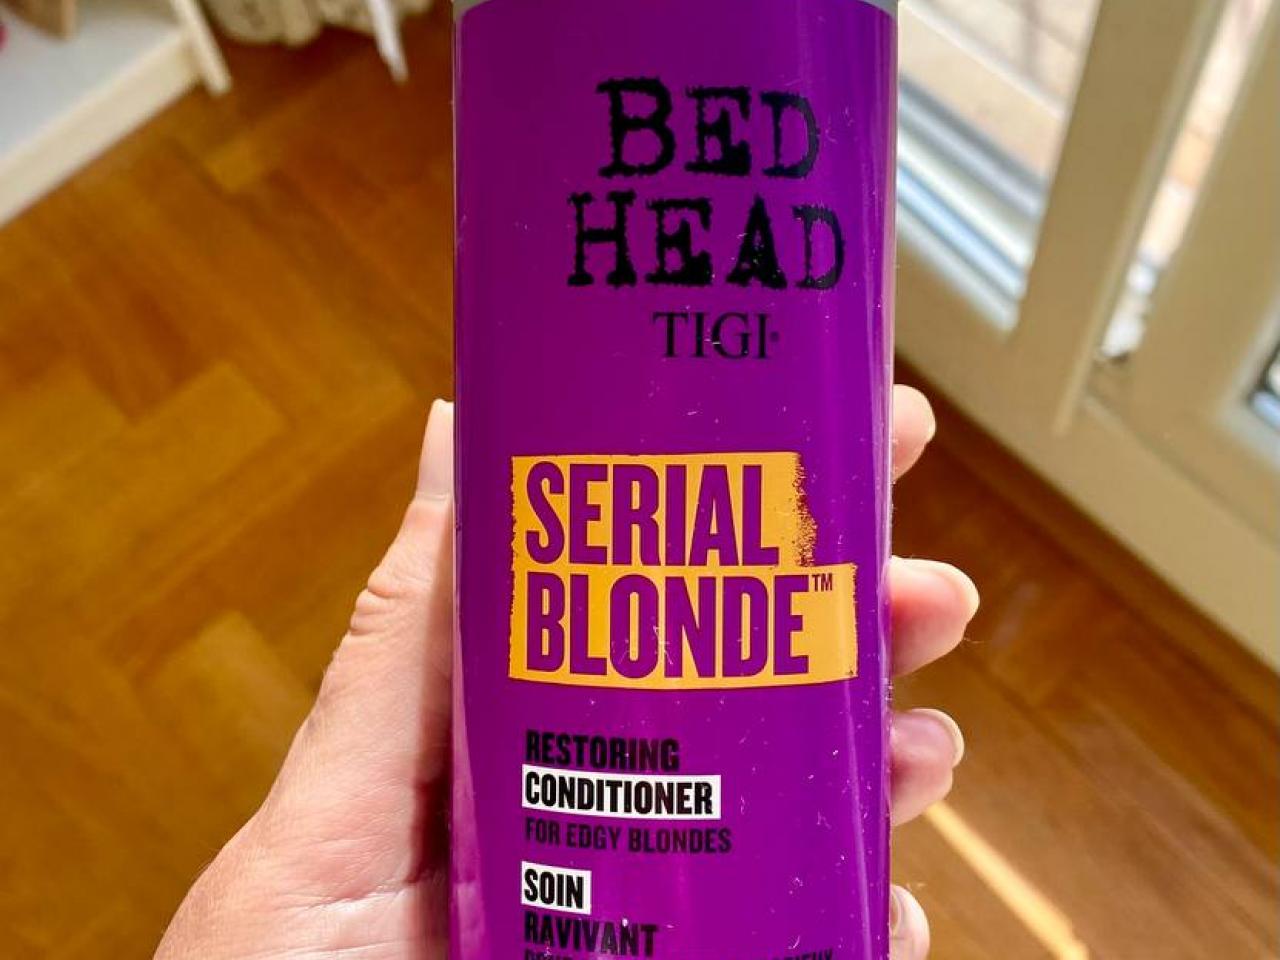 BED
HEAD
TIGI®
SERIAL
BLONDE™
RESTORING
CONDITIONER
FOR EDGY BLONDES
SOIN
RAVIVANT